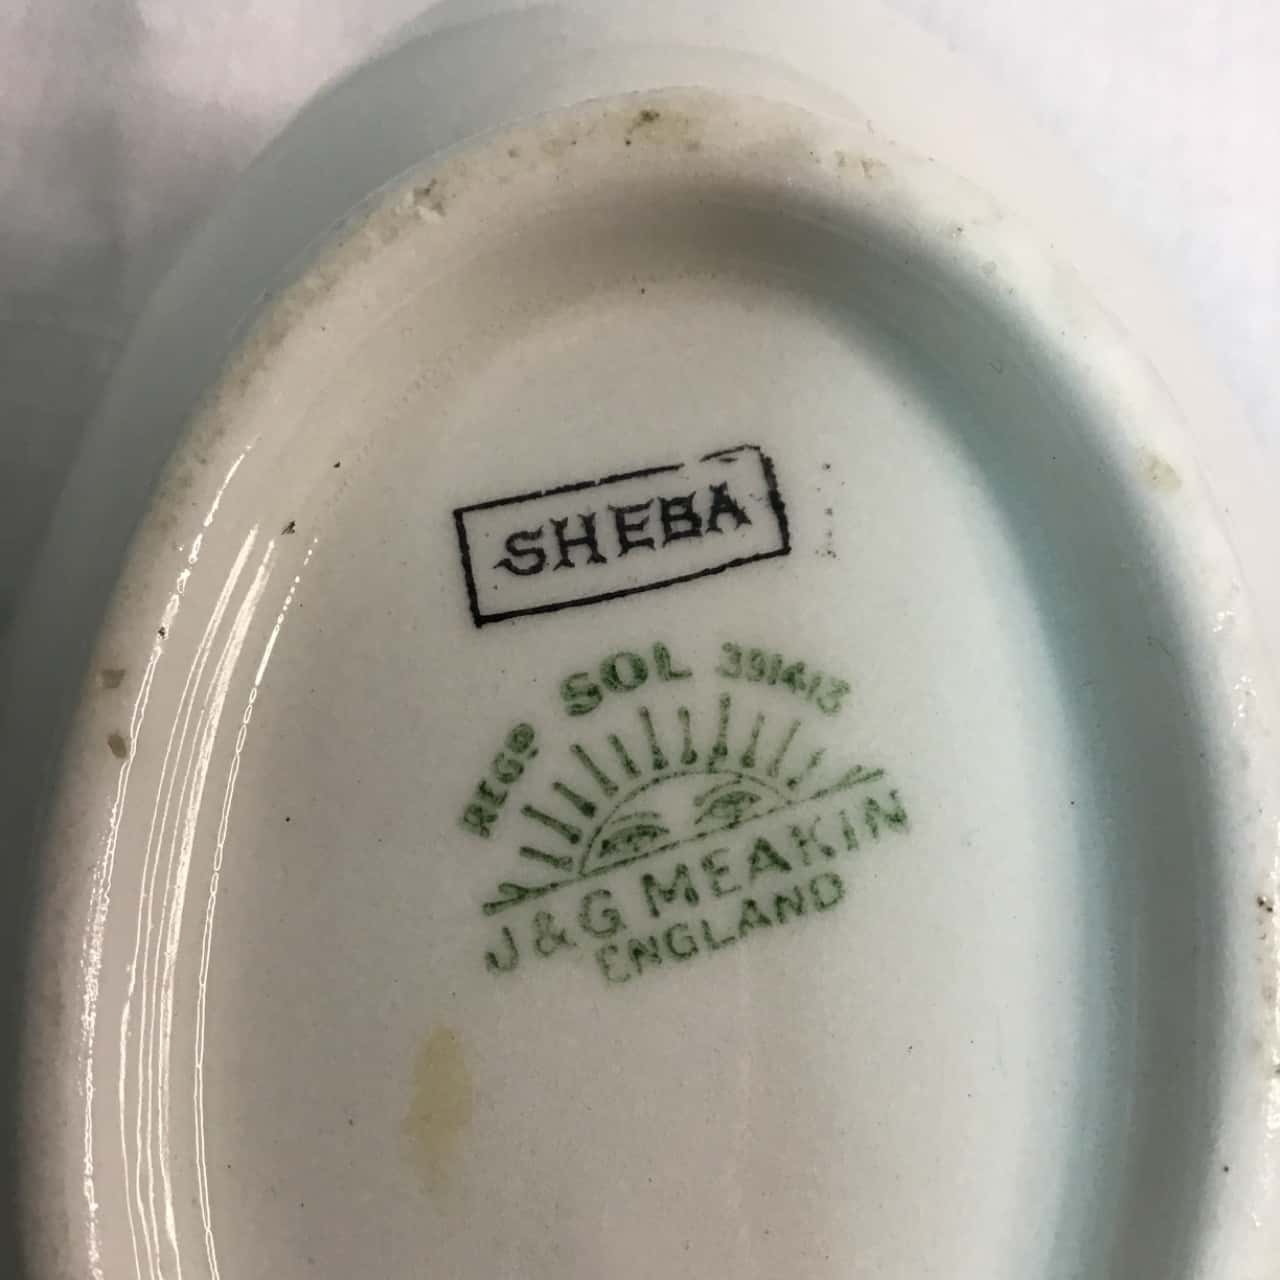 SHEBA
REGD SOL 391413
J & G MEAKIN
ENGLAND